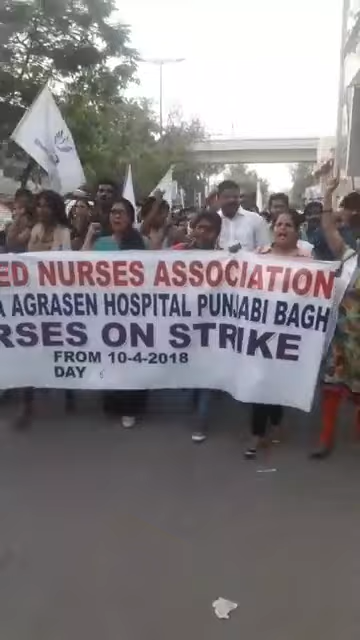 ED NURSES ASSOCIATION
A AGRASEN HOSPITAL PUNJABI BAGH
RSES ON STRIKE
FROM 10-4-2018
DAY